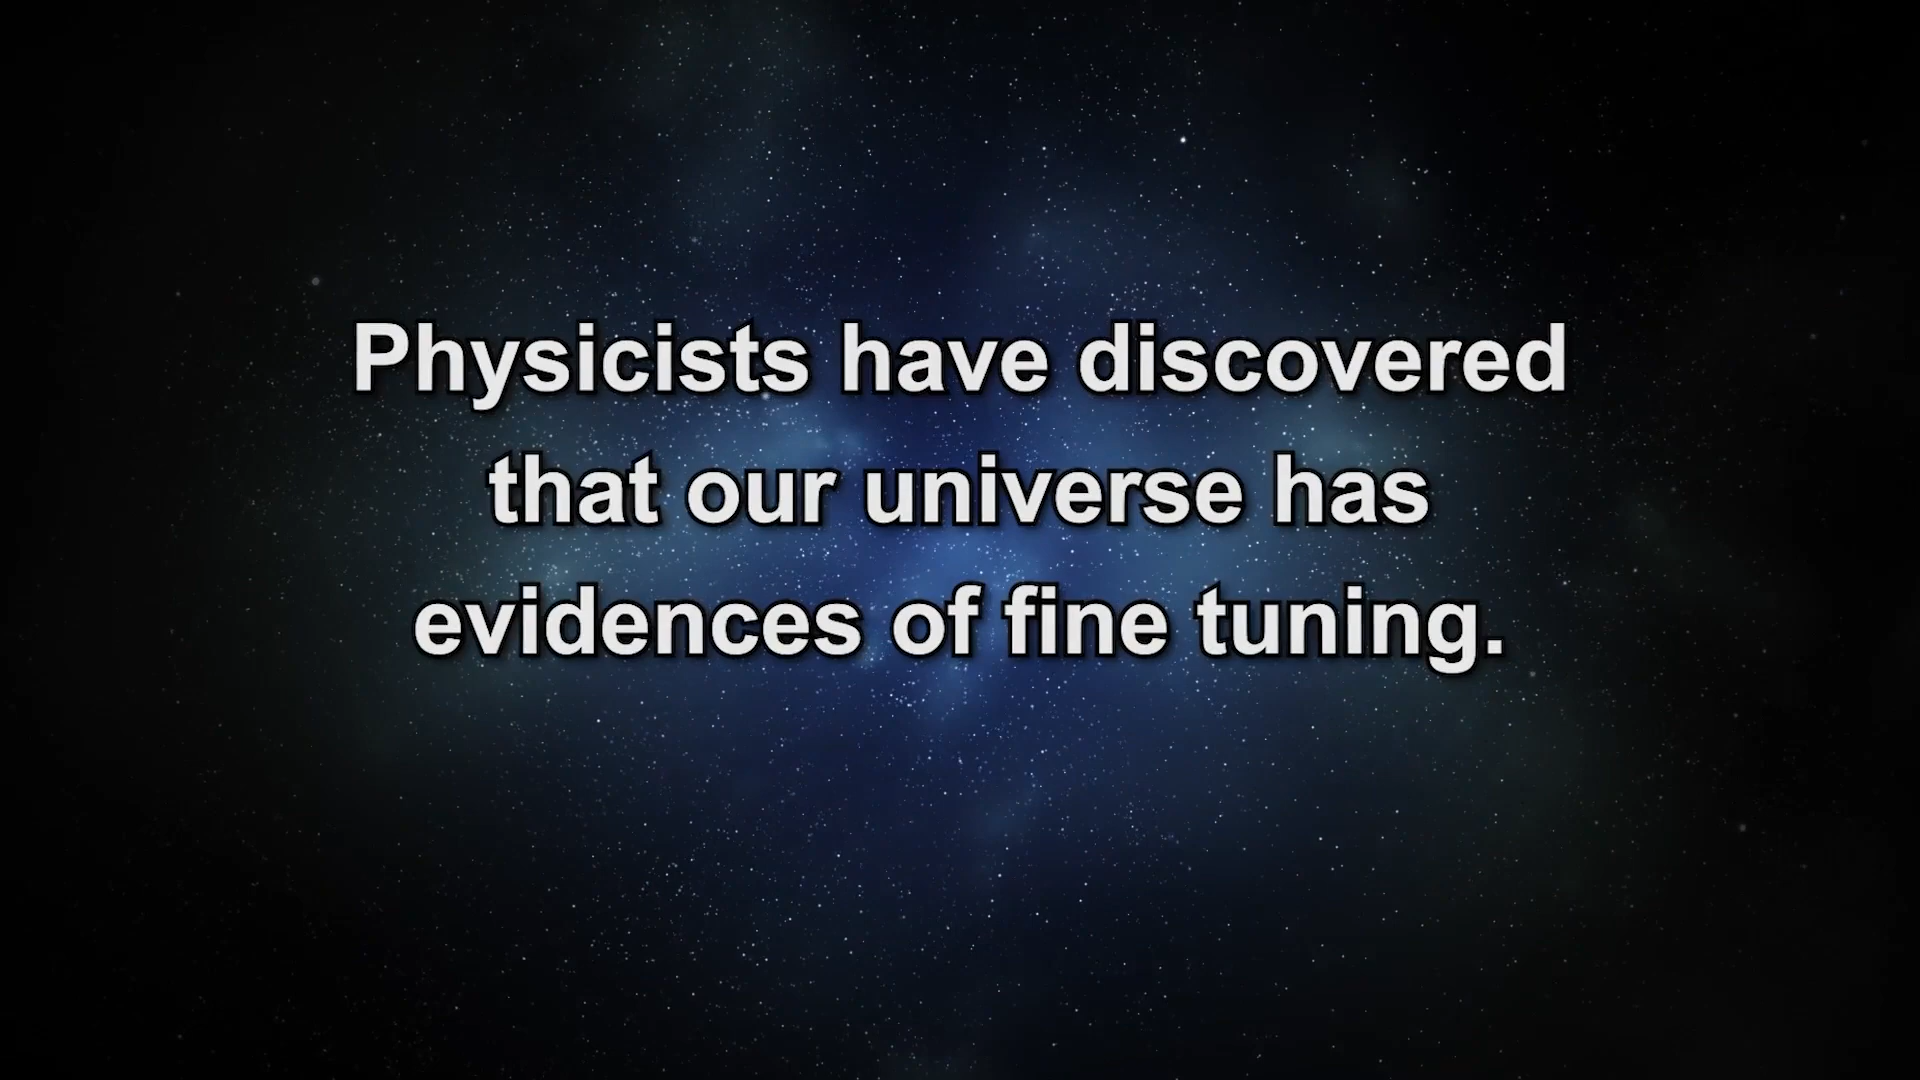 Physicists have discovered
that our universe has
evidences of fine tuning.